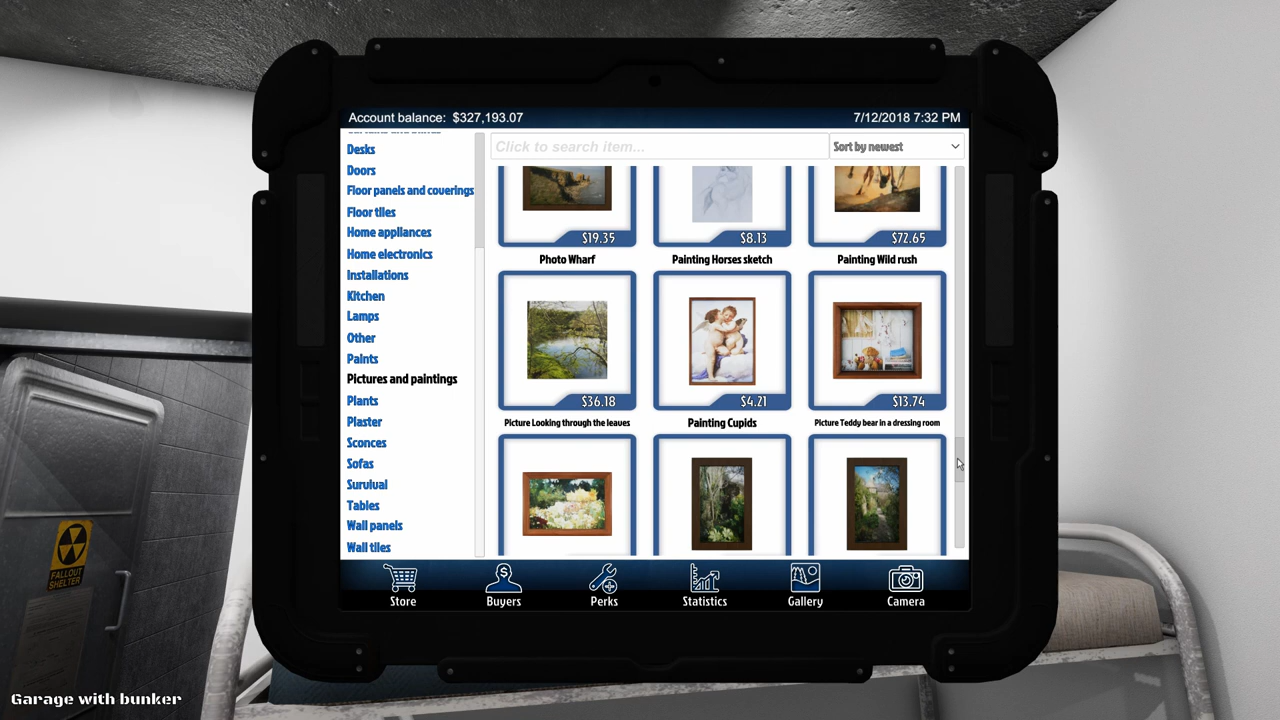 Account balance: $327,193.07
7/12/2018 7:32 PM
Desks
Doors
Floor panels and coverings
Floor tiles
Home appliances
Home electronics
Installations
Kitchen
Lamps
Other
Paints
Pictures and paintings
Plants
Plaster
Sconces
Sofas
Survival
Tables
Wall panels
Wall tiles
Click to search item...
Sort by newest
$19.35
$8.13
$72.65
Photo Wharf
Painting Horses sketch
Painting Wild rush
$36.18
$4.21
$13.74
Picture Looking through the leaves
Painting Cupids
Picture Teddy bear in a dressing room
Store
Buyers
Perks
Statistics
Gallery
Camera
FALLOUT
SHELTER
Garage with bunker